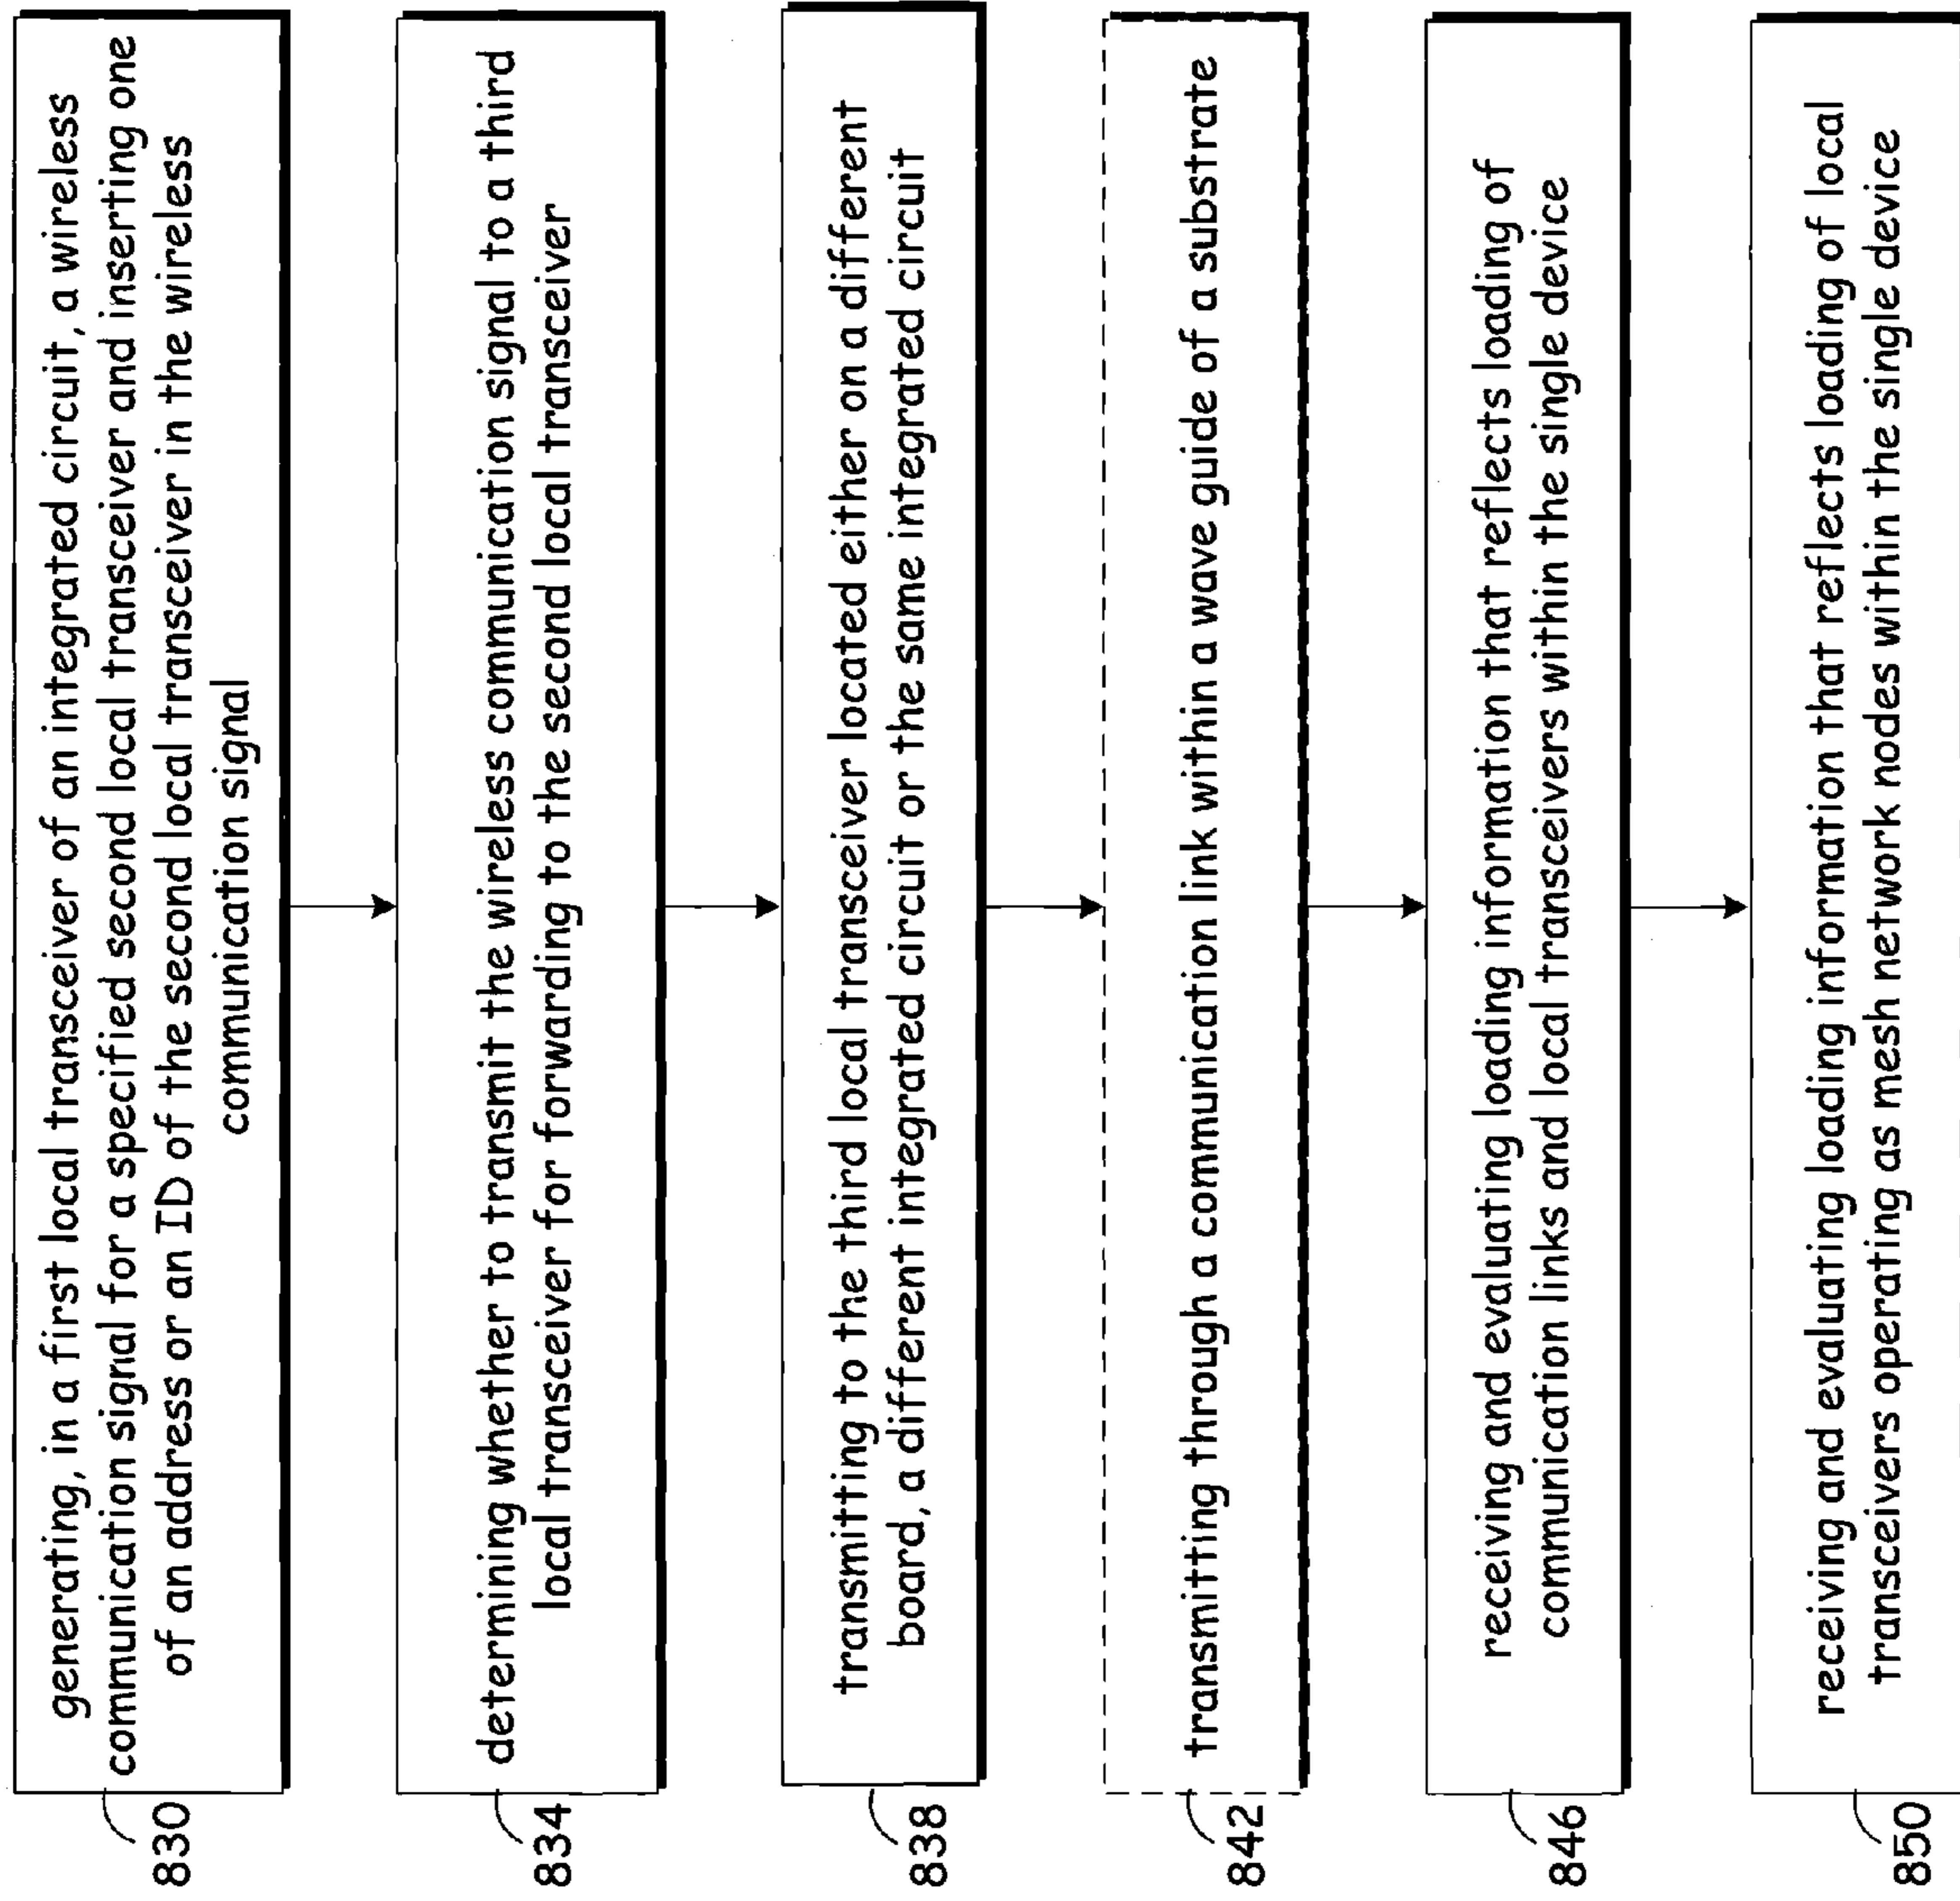 generating, in a first local transceiver of an integrated circuit, a wireless
communication signal for a specified second local transceiver and inserting one
of an address or an ID of the second local transceiver in the wireless
communication signal
830
determining whether to transmit the wireless communication signal to a third
local transceiver for forwarding to the second local transceiver
834
transmitting to the third local transceiver located either on a different
board, a different integrated circuit or the same integrated circuit
838
transmitting through a communication link within a wave guide of a substrate
842
receiving and evaluating loading information that reflects loading of
communication links and local transceivers within the single device
846
receiving and evaluating loading information that reflects loading of local
transceivers operating as mesh network nodes within the single device
850